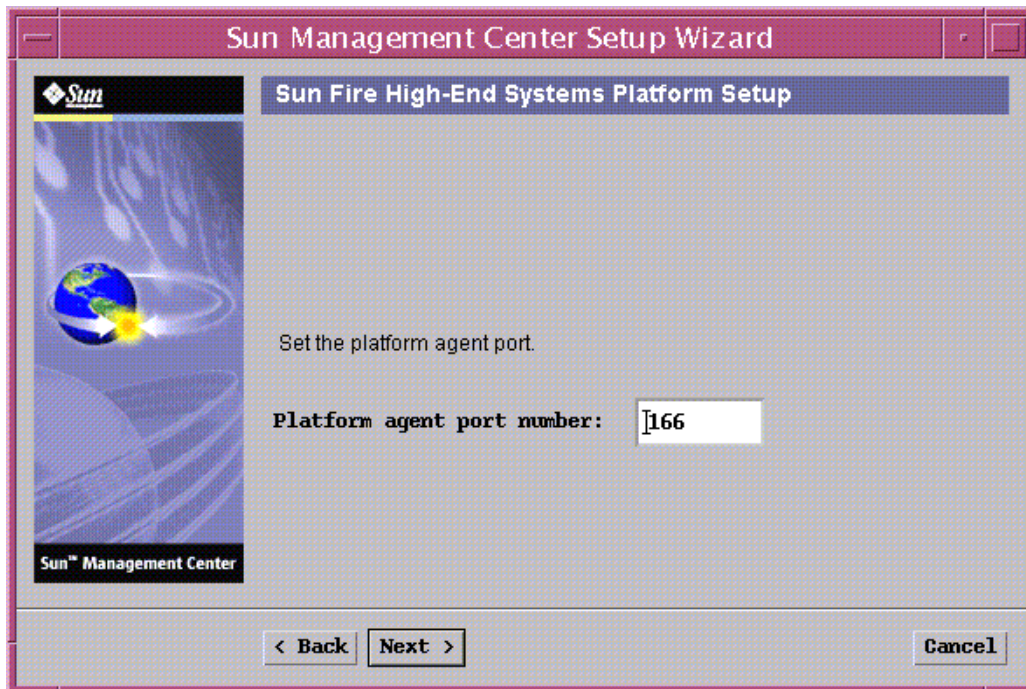 Sun Management Center Setup Wizard
Sun
Sun Fire High-End Systems Platform Setup
Set the platform agent port.
Platform agent port number:
166
Sun™ Management Center
< Back
Next >
Cancel